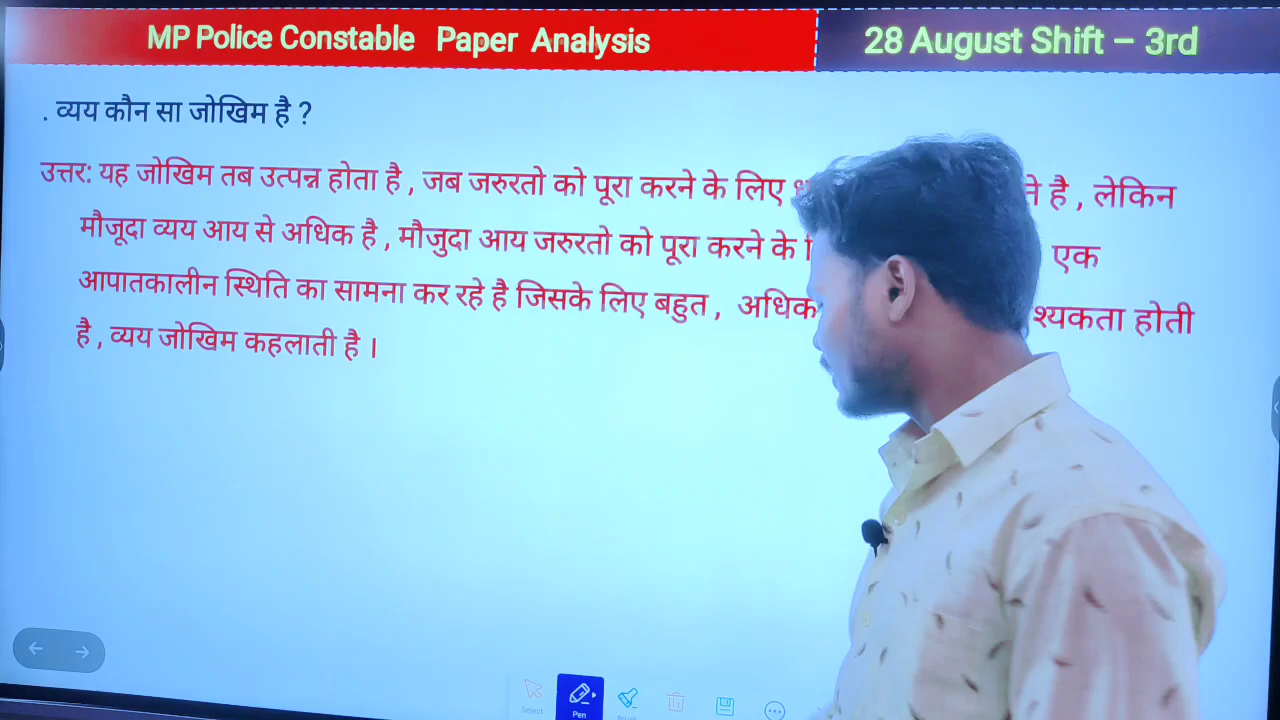 MP Police Constable Paper Analysis
28 August Shift – 3rd
. व्यय कौन सा जोखिम है ?
उत्तर: यह जोखिम तब उत्पन्न होता है , जब जरुरतो को पूरा करने के लिए है , लेकिन
मौजूदा व्यय आय से अधिक है , मौजुदा आय जरुरतो को पूरा करने के एक
आपातकालीन स्थिति का सामना कर रहे है जिसके लिए बहुत , अधिक होती
है , व्यय जोखिम कहलाती है ।
Select
Pen